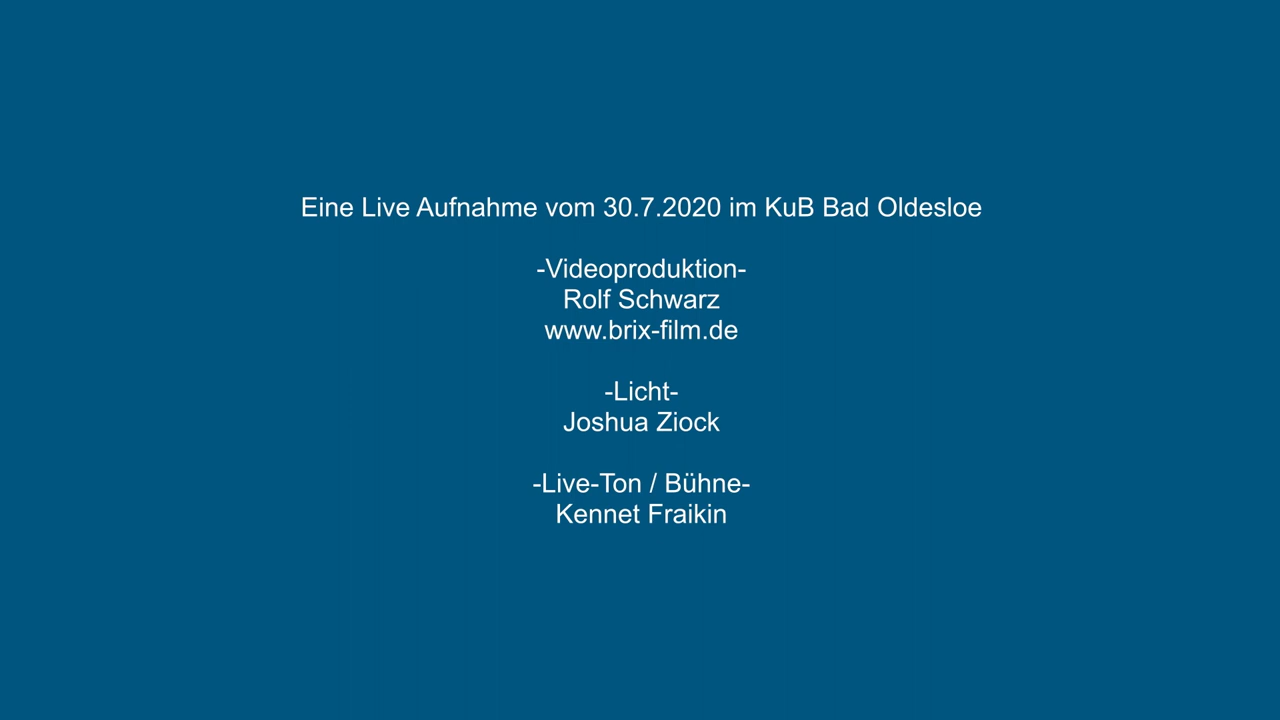 Eine Live Aufnahme vom 30.7.2020 im KuB Bad Oldesloe
-Videoproduktion-
Rolf Schwarz
www.brix-film.de
-Licht-
Joshua Ziock
-Live-Ton / Bühne-
Kennet Fraikin